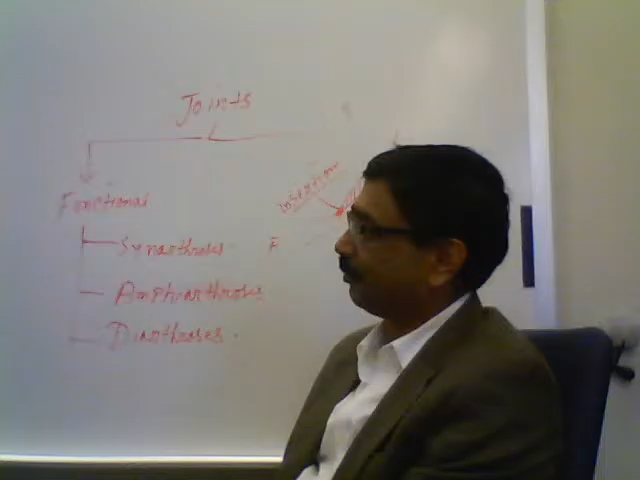 Joints
Functional
Synarthroses
F
Amphiarthroses
Diarthroses.